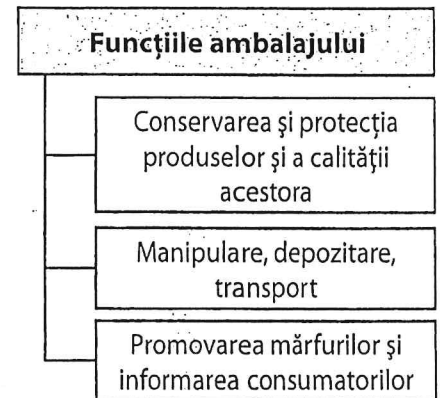 Funcțiile ambalajului
Conservarea și protecția
produselor și a calității
acestora
Manipulare, depozitare,
transport
Promovarea mărfurilor și
informarea consumatorilor